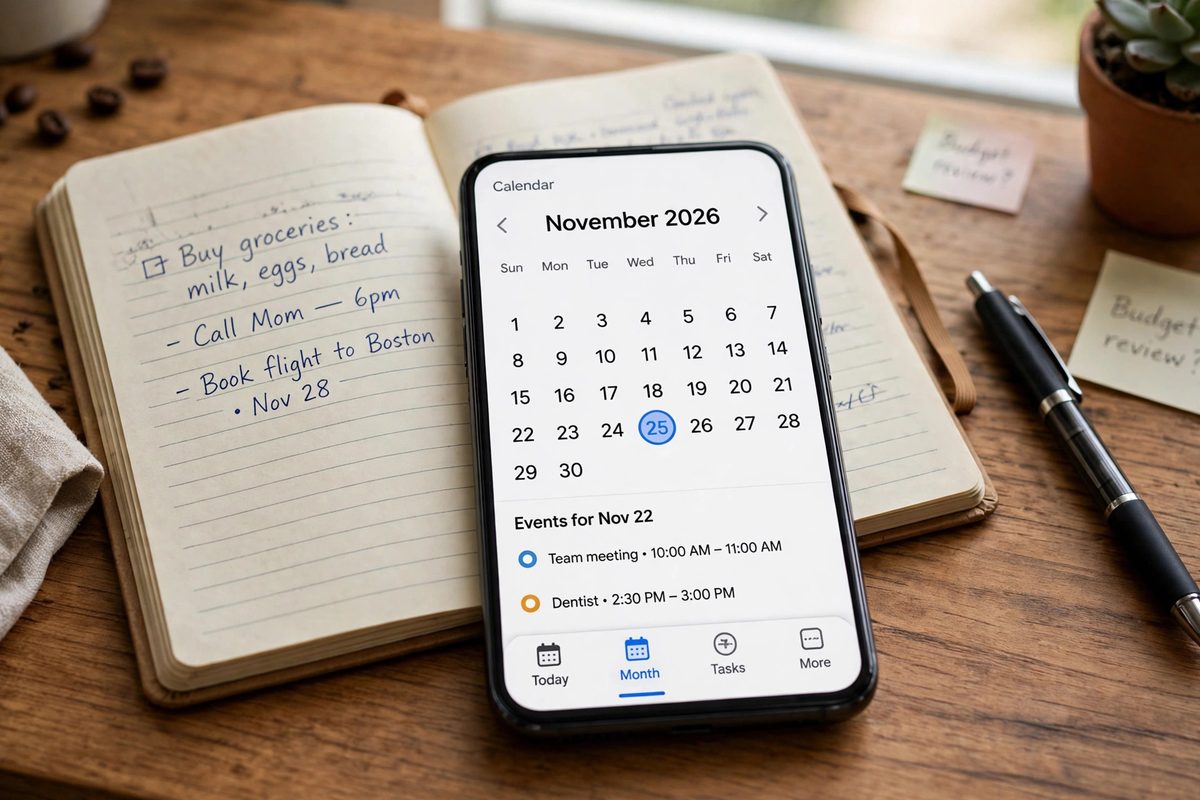 Buy groceries:
milk, eggs, bread
- Call Mom — 6pm
- Book flight to Boston
• Nov 28
Calendar
< November 2026 >
Sun Mon Tue Wed Thu Fri Sat
1 2 3 4 5 6 7
8 9 10 11 12 13 14
15 16 17 18 19 20 21
22 23 24 25 26 27 28
29 30
Events for Nov 22
Team meeting • 10:00 AM – 11:00 AM
Dentist • 2:30 PM – 3:00 PM
Today Month Tasks More
Budget
review?
Budget
review?